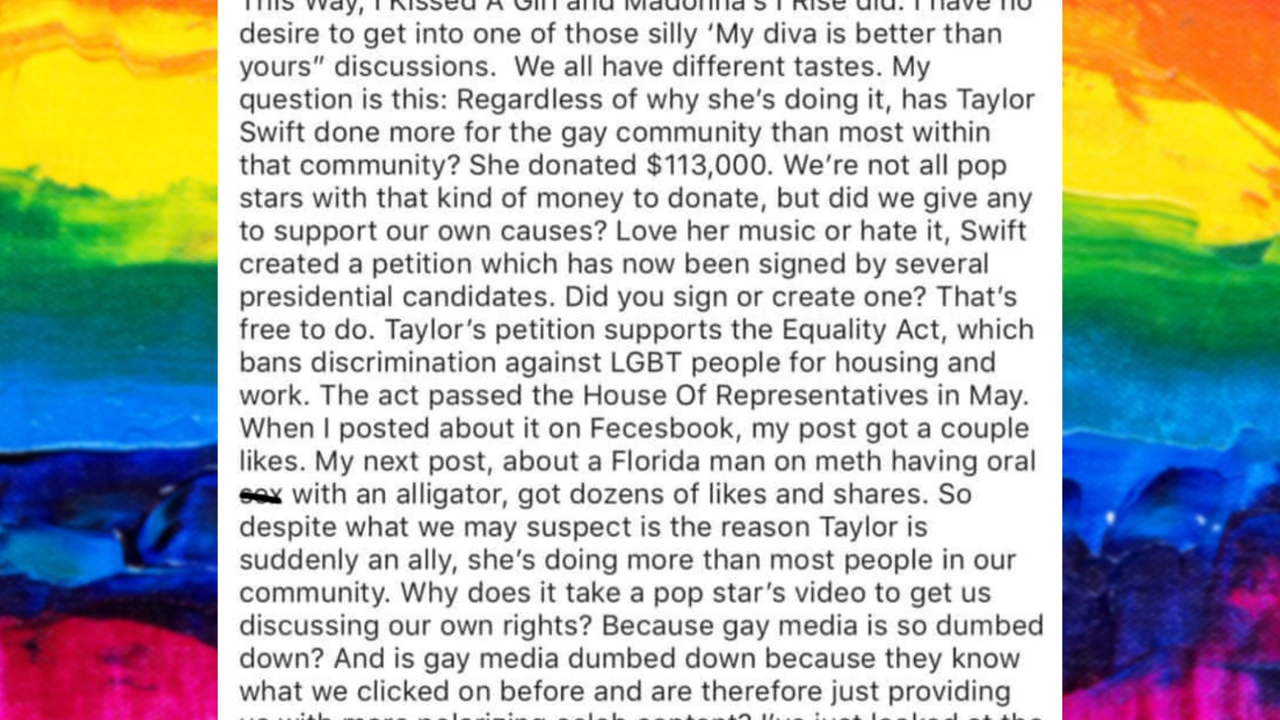 This Way, I Kissed A Girl and Madonna's I Rise did. I have no
desire to get into one of those silly ‘My diva is better than
yours” discussions.  We all have different tastes. My
question is this: Regardless of why she’s doing it, has Taylor
Swift done more for the gay community than most within
that community? She donated $113,000. We’re not all pop
stars with that kind of money to donate, but did we give any
to support our own causes? Love her music or hate it, Swift
created a petition which has now been signed by several
presidential candidates. Did you sign or create one? That’s
free to do. Taylor’s petition supports the Equality Act, which
bans discrimination against LGBT people for housing and
work. The act passed the House Of Representatives in May.
When I posted about it on Fecesbook, my post got a couple
likes. My next post, about a Florida man on meth having oral
sex with an alligator, got dozens of likes and shares. So
despite what we may suspect is the reason Taylor is
suddenly an ally, she’s doing more than most people in our
community. Why does it take a pop star’s video to get us
discussing our own rights? Because gay media is so dumbed
down? And is gay media dumbed down because they know
what we clicked on before and are therefore just providing
us with more polarizing celeb content? I’ve just looked at the